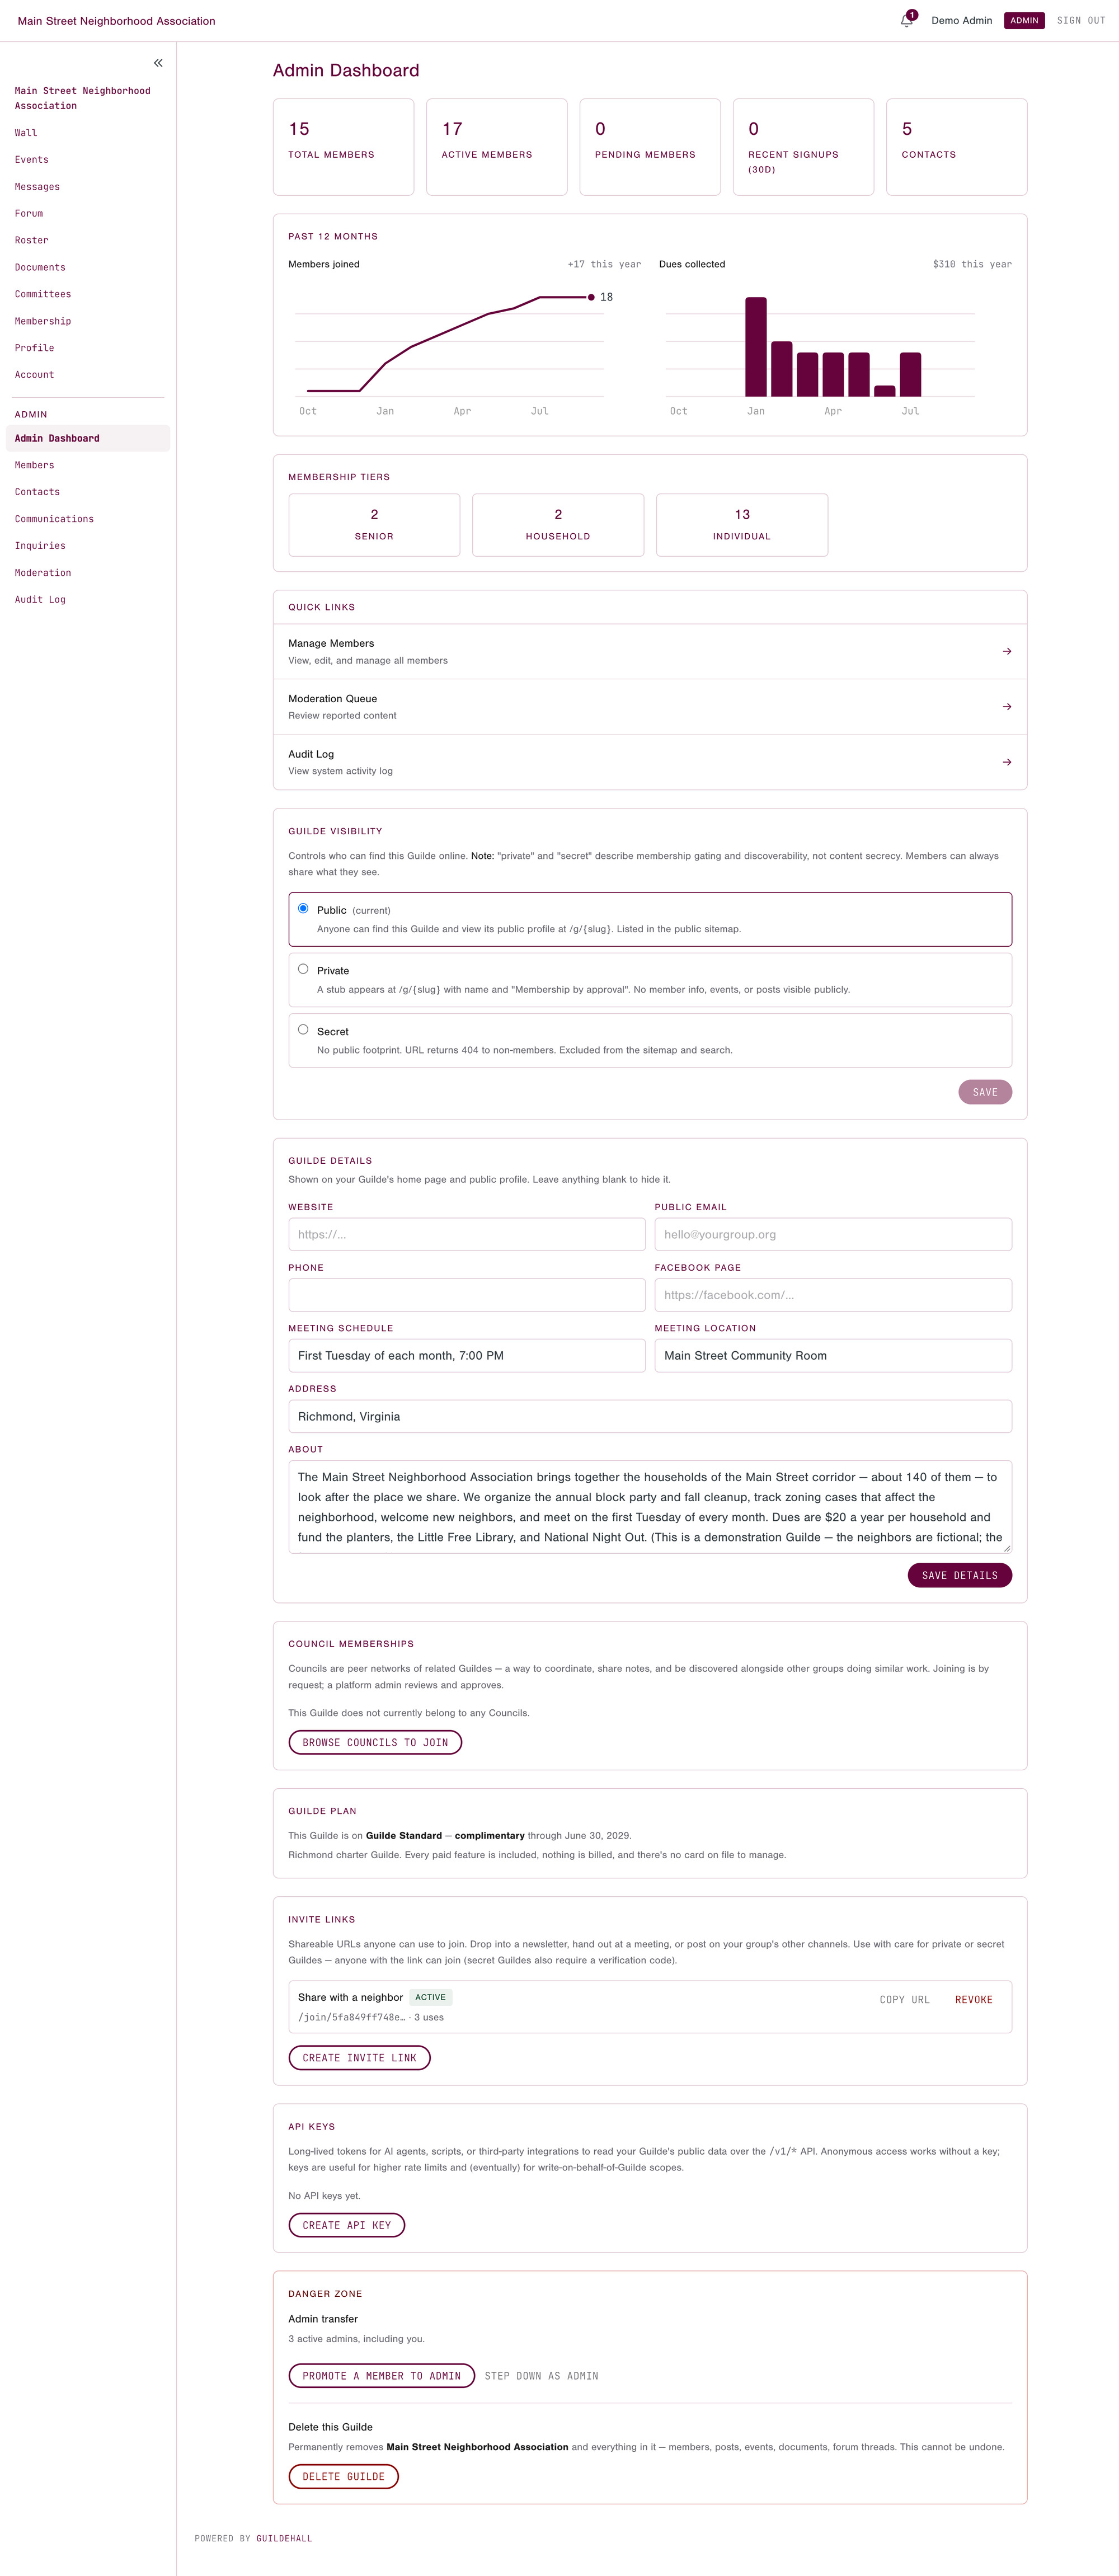 Main Street Neighborhood Association
1
Demo Admin
ADMIN
SIGN OUT
Main Street Neighborhood
Association
Wall
Events
Messages
Forum
Roster
Documents
Committees
Membership
Profile
Account
ADMIN
Admin Dashboard
Members
Contacts
Communications
Inquiries
Moderation
Audit Log
Admin Dashboard
15
TOTAL MEMBERS
17
ACTIVE MEMBERS
0
PENDING MEMBERS
0
RECENT SIGNUPS
(30D)
5
CONTACTS
PAST 12 MONTHS
Members joined
+17 this year
18
Oct Jan Apr Jul
Dues collected
$310 this year
Oct Jan Apr Jul
MEMBERSHIP TIERS
2
SENIOR
2
HOUSEHOLD
13
INDIVIDUAL
QUICK LINKS
Manage Members
View, edit, and manage all members
→
Moderation Queue
Review reported content
→
Audit Log
View system activity log
→
GUILDE VISIBILITY
Controls who can find this Guilde online. Note: "private" and "secret" describe membership gating and discoverability, not content secrecy. Members can always
share what they see.
Public (current)
Anyone can find this Guilde and view its public profile at /g/{slug}. Listed in the public sitemap.
Private
A stub appears at /g/{slug} with name and "Membership by approval". No member info, events, or posts visible publicly.
Secret
No public footprint. URL returns 404 to non-members. Excluded from the sitemap and search.
SAVE
GUILDE DETAILS
Shown on your Guilde's home page and public profile. Leave anything blank to hide it.
WEBSITE
https://...
PUBLIC EMAIL
hello@yourgroup.org
PHONE
FACEBOOK PAGE
https://facebook.com/...
MEETING SCHEDULE
First Tuesday of each month, 7:00 PM
MEETING LOCATION
Main Street Community Room
ADDRESS
Richmond, Virginia
ABOUT
The Main Street Neighborhood Association brings together the households of the Main Street corridor — about 140 of them — to
look after the place we share. We organize the annual block party and fall cleanup, track zoning cases that affect the
neighborhood, welcome new neighbors, and meet on the first Tuesday of every month. Dues are $20 a year per household and
fund the planters, the Little Free Library, and National Night Out. (This is a demonstration Guilde — the neighbors are fictional; the
SAVE DETAILS
COUNCIL MEMBERSHIPS
Councils are peer networks of related Guildes — a way to coordinate, share notes, and be discovered alongside other groups doing similar work. Joining is by
request; a platform admin reviews and approves.
This Guilde does not currently belong to any Councils.
BROWSE COUNCILS TO JOIN
GUILDE PLAN
This Guilde is on Guilde Standard — complimentary through June 30, 2029.
Richmond charter Guilde. Every paid feature is included, nothing is billed, and there's no card on file to manage.
INVITE LINKS
Shareable URLs anyone can use to join. Drop into a newsletter, hand out at a meeting, or post on your group's other channels. Use with care for private or secret
Guildes — anyone with the link can join (secret Guildes also require a verification code).
Share with a neighbor ACTIVE
/join/5fa849ff748e… · 3 uses
COPY URL
REVOKE
CREATE INVITE LINK
API KEYS
Long-lived tokens for AI agents, scripts, or third-party integrations to read your Guilde's public data over the /v1/* API. Anonymous access works without a key;
keys are useful for higher rate limits and (eventually) for write-on-behalf-of-Guilde scopes.
No API keys yet.
CREATE API KEY
DANGER ZONE
Admin transfer
3 active admins, including you.
PROMOTE A MEMBER TO ADMIN
STEP DOWN AS ADMIN
Delete this Guilde
Permanently removes Main Street Neighborhood Association and everything in it — members, posts, events, documents, forum threads. This cannot be undone.
DELETE GUILDE
POWERED BY GUILDEHALL